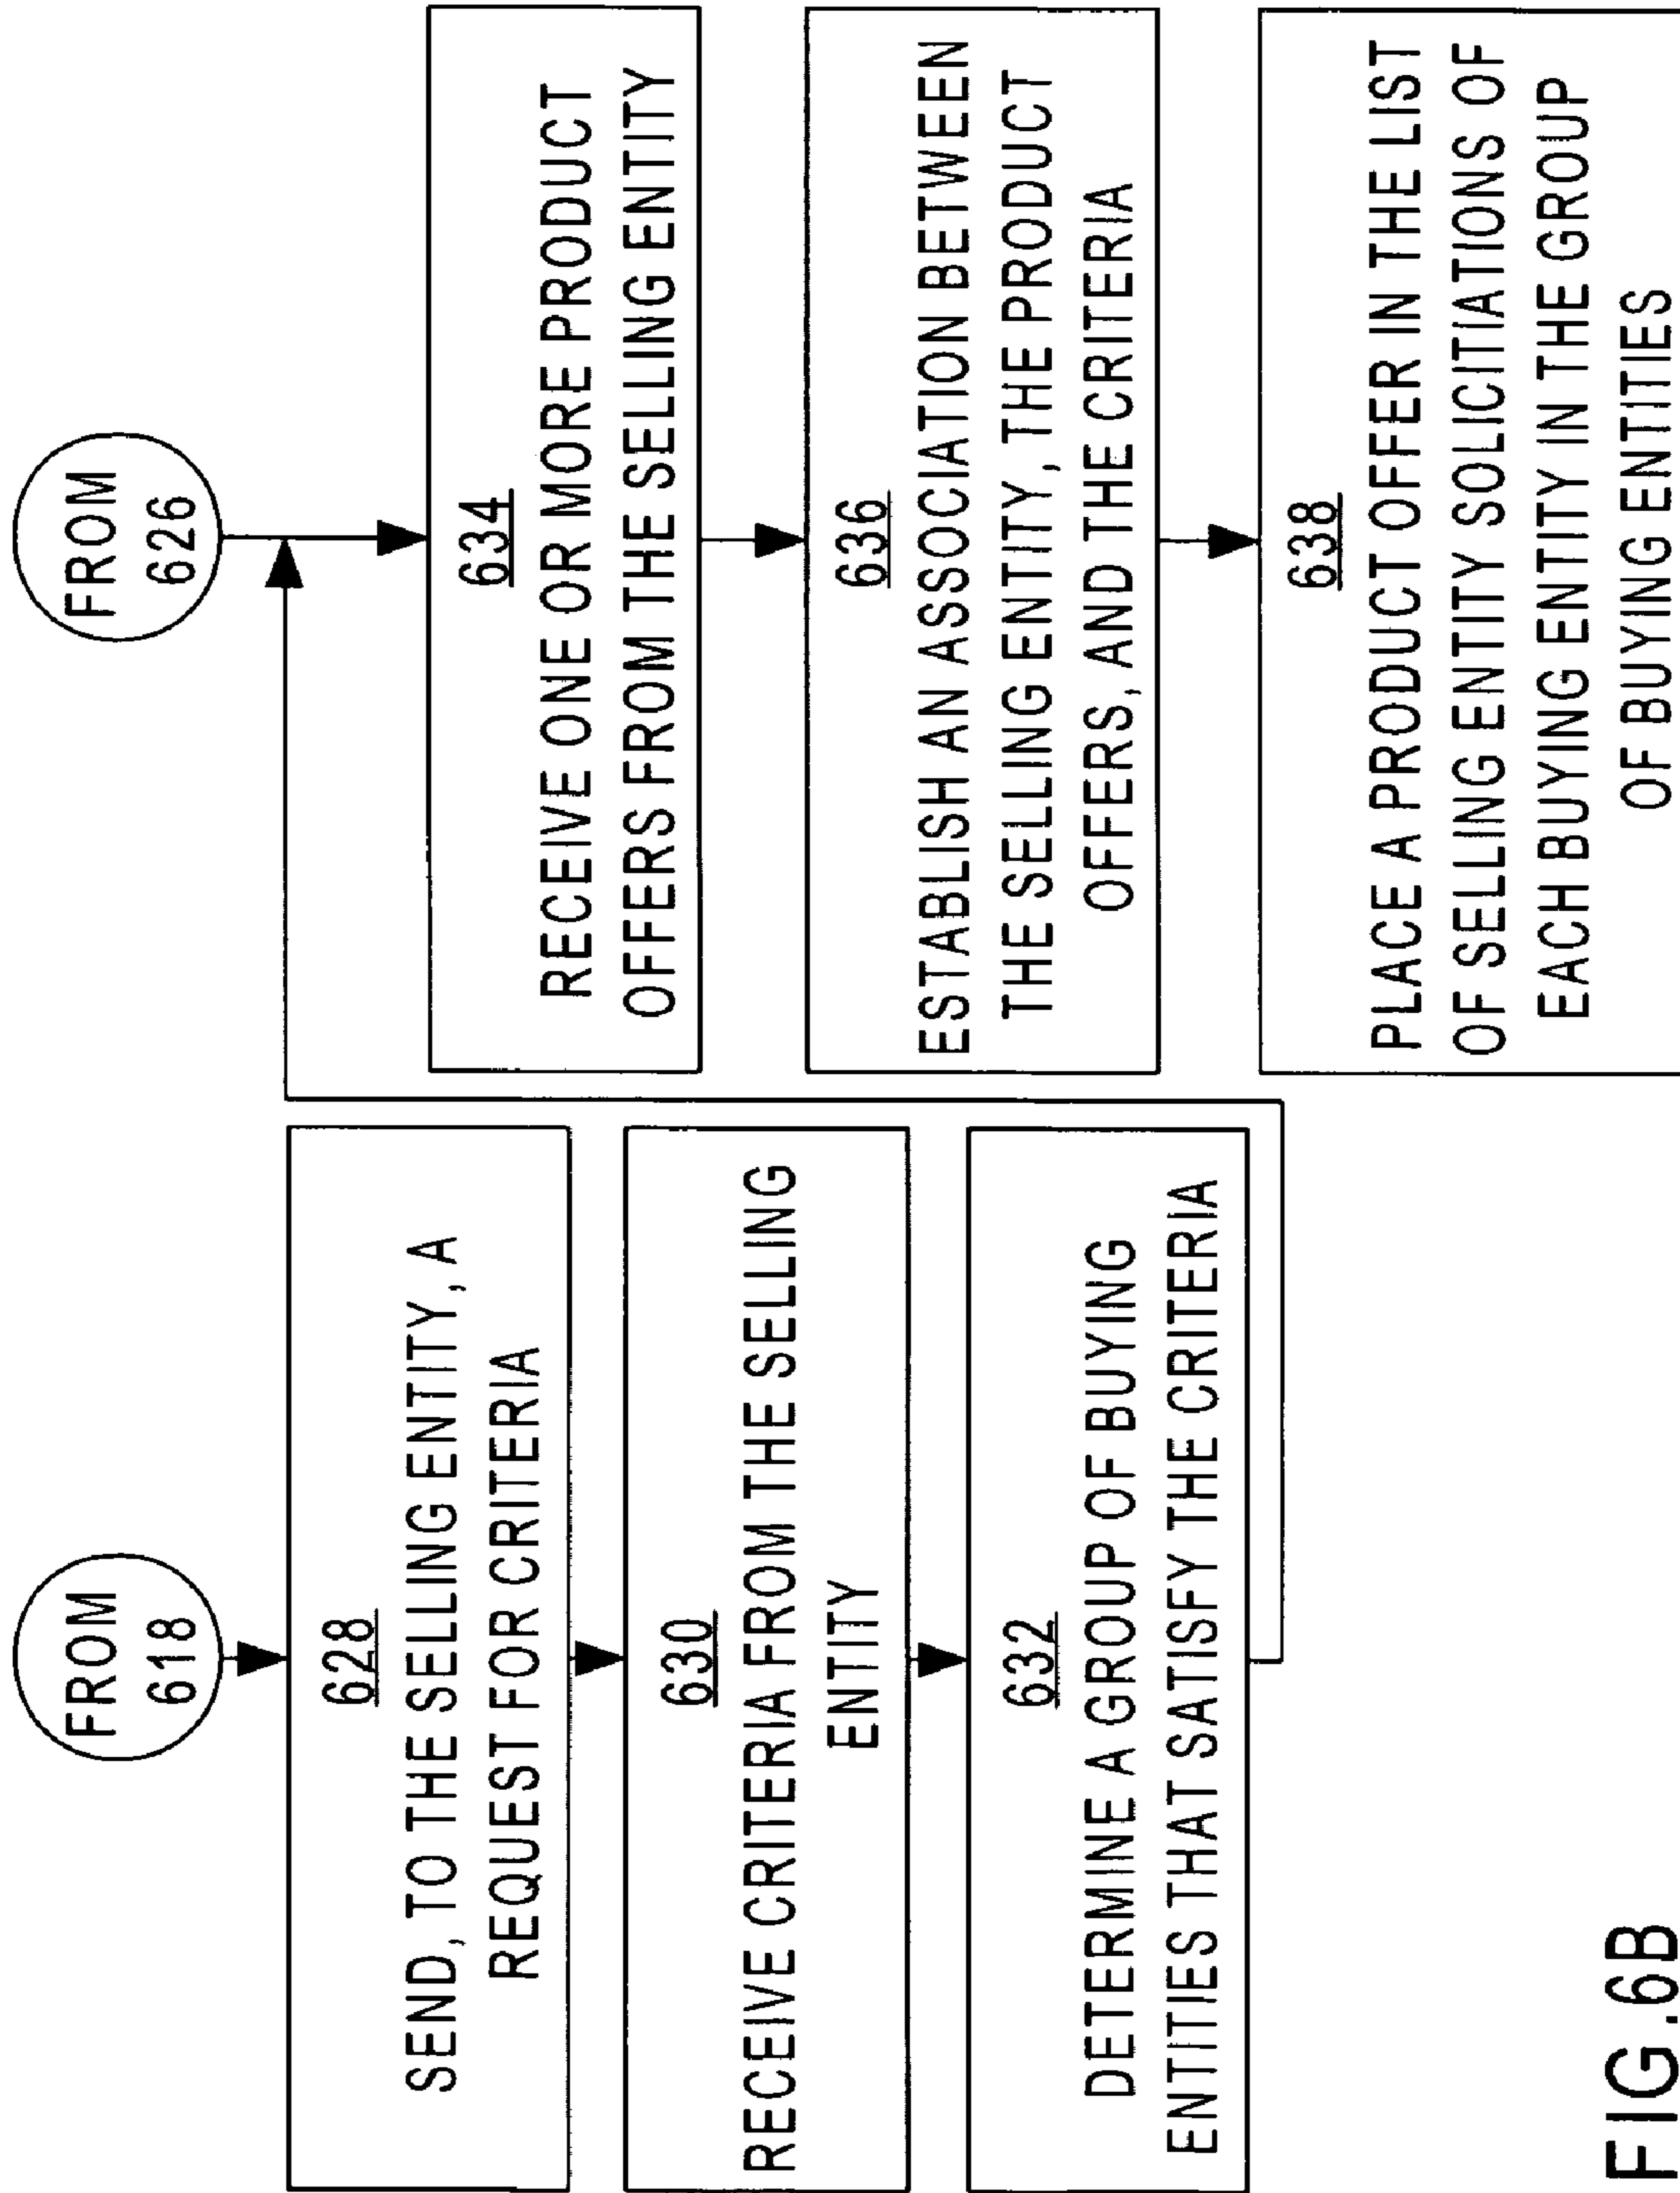 FROM
618
628
SEND, TO THE SELLING ENTITY, A
REQUEST FOR CRITERIA
630
RECEIVE CRITERIA FROM THE SELLING
ENTITY
632
DETERMINE A GROUP OF BUYING
ENTITIES THAT SATISFY THE CRITERIA
FROM
626
634
RECEIVE ONE OR MORE PRODUCT
OFFERS FROM THE SELLING ENTITY
636
ESTABLISH AN ASSOCIATION BETWEEN
THE SELLING ENTITY, THE PRODUCT
OFFERS, AND THE CRITERIA
638
PLACE A PRODUCT OFFER IN THE LIST
OF SELLING ENTITY SOLICITIATIONS OF
EACH BUYING ENTITY IN THE GROUP
OF BUYING ENTITIES
FIG.6B